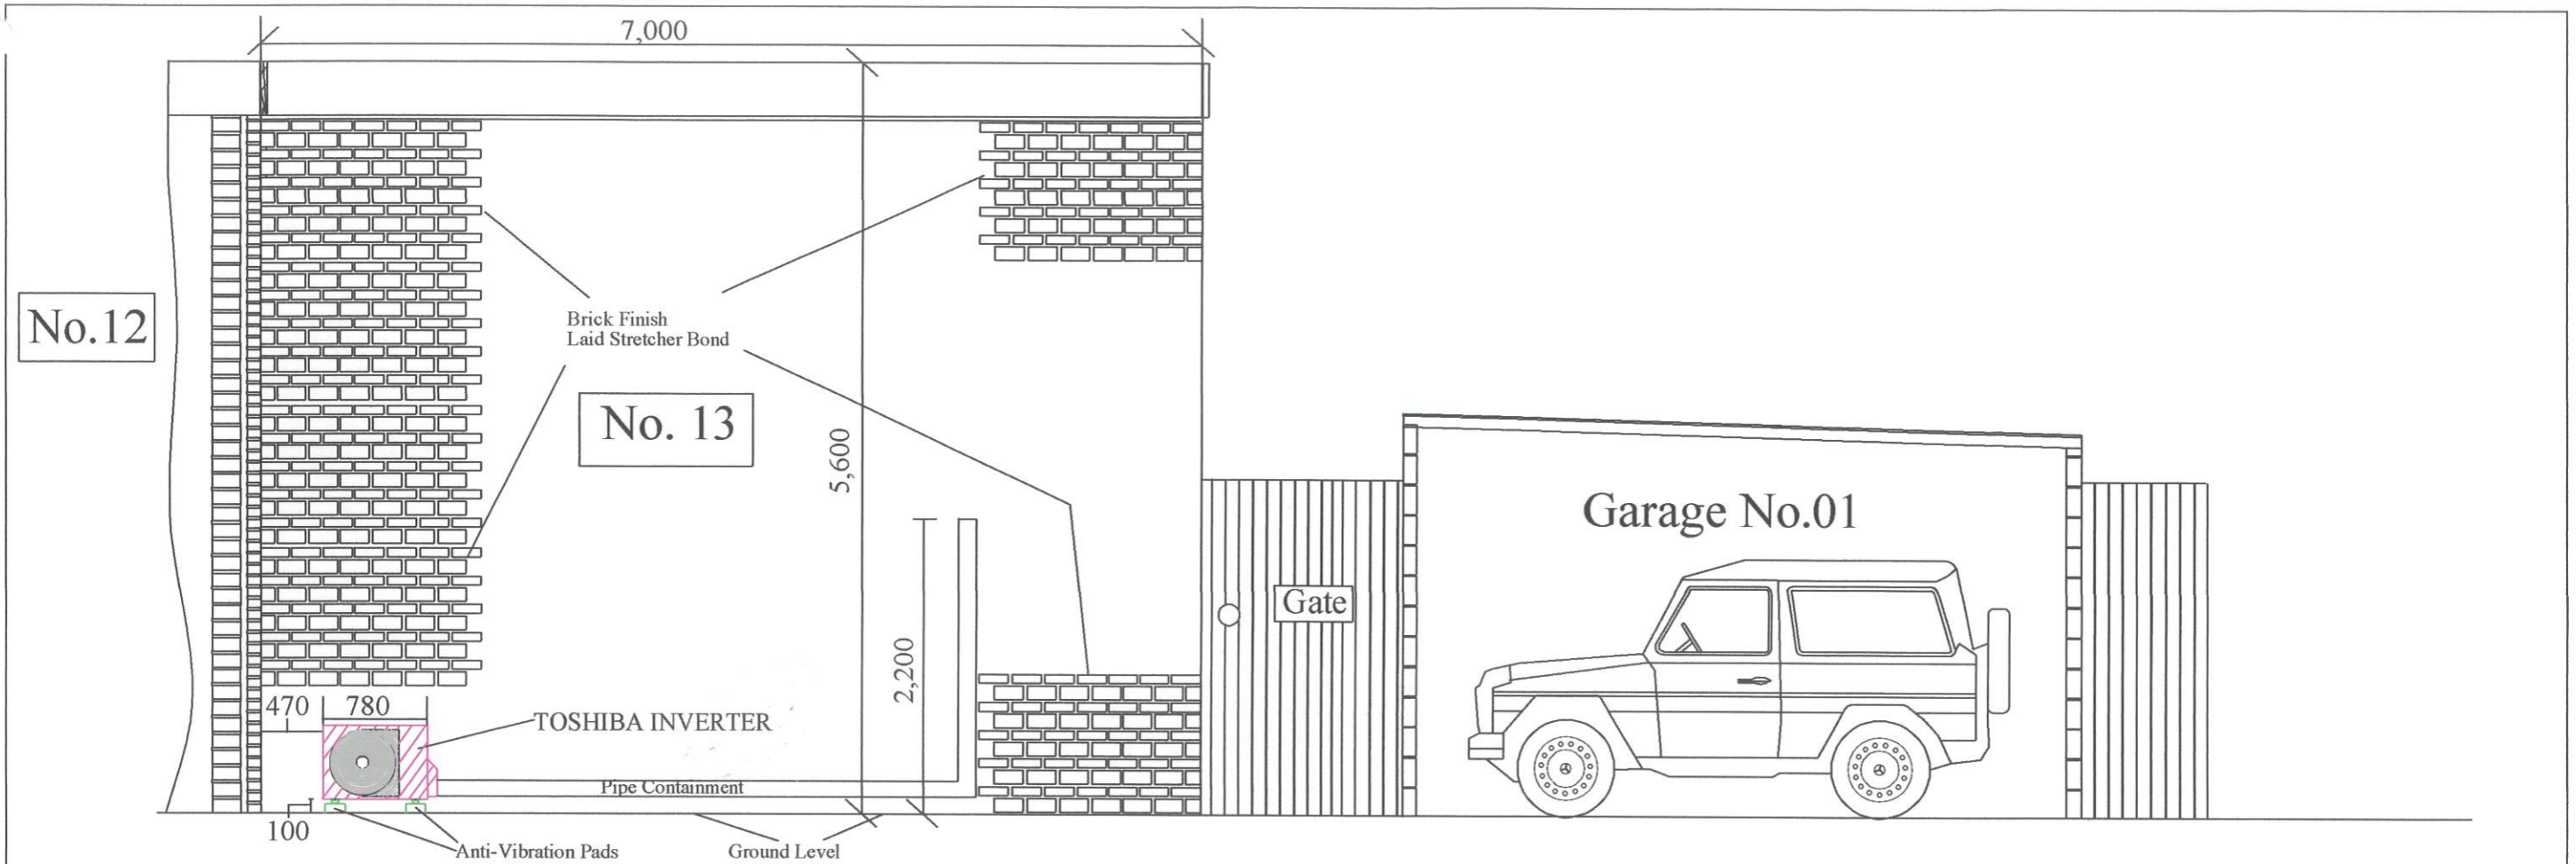 7,000
No.12
Brick Finish
Laid Stretcher Bond
No. 13
5,600
Garage No.01
Gate
2,200
470
780
TOSHIBA INVERTER
Pipe Containment
100
Anti-Vibration Pads
Ground Level